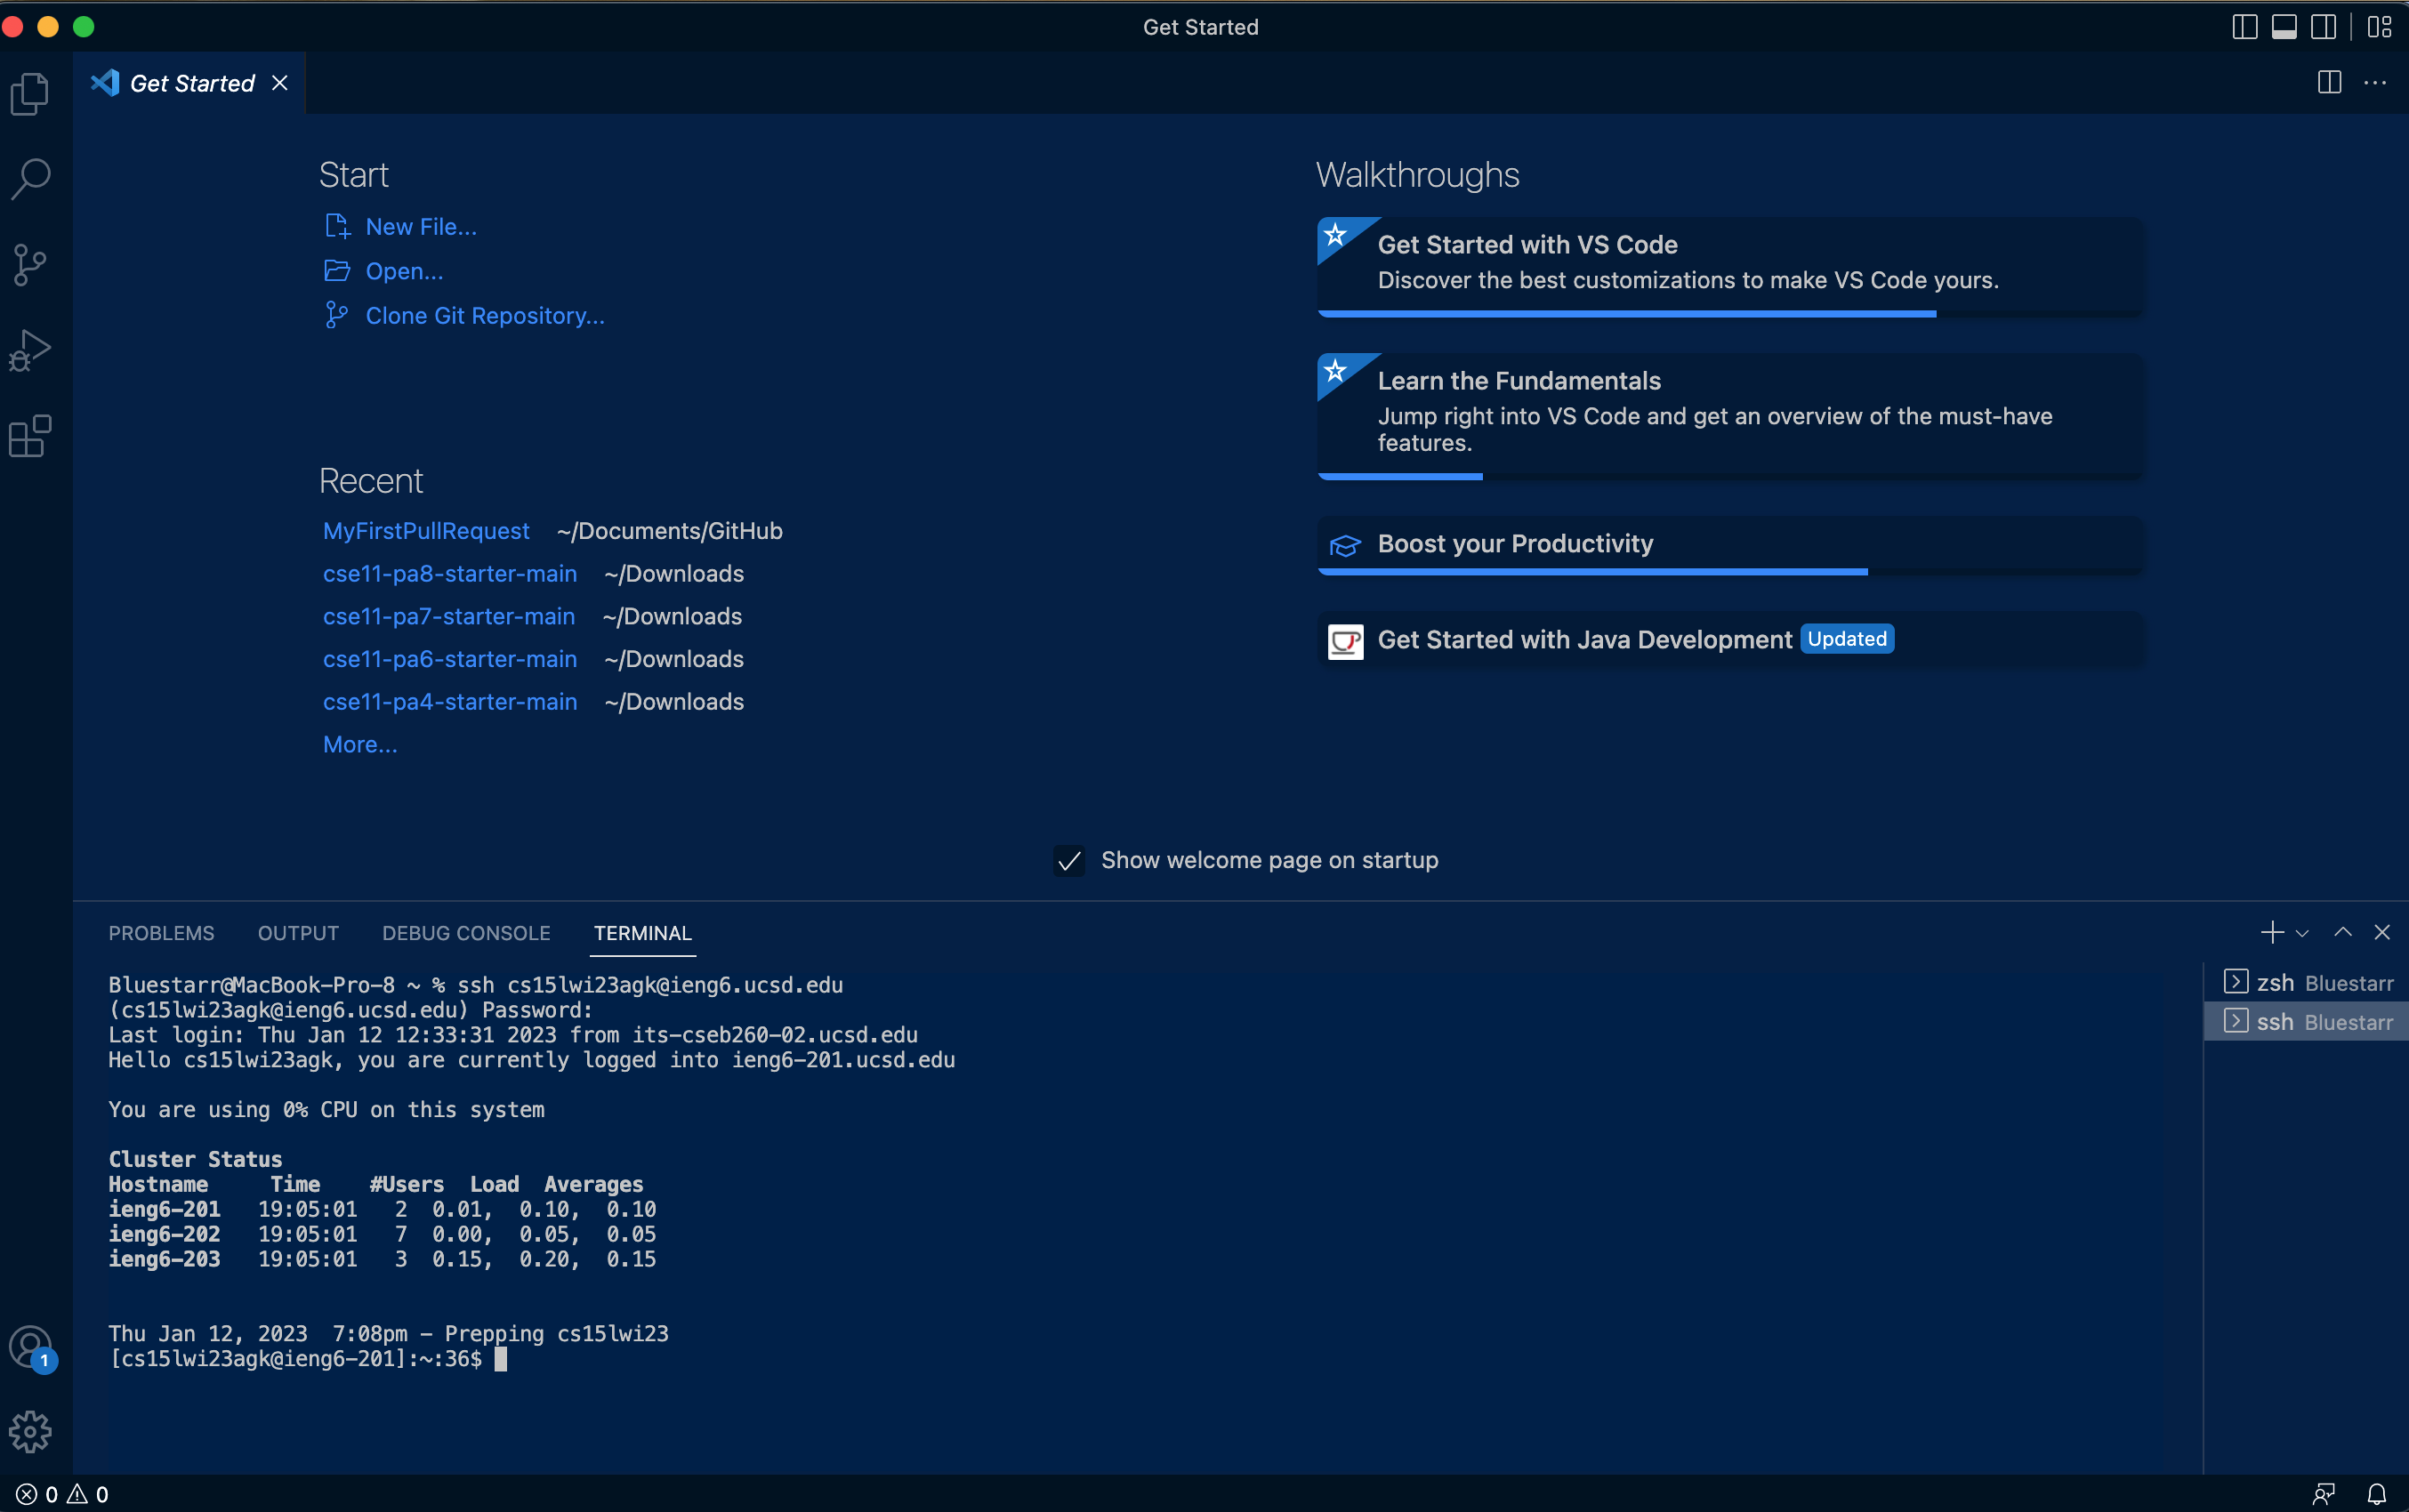 Get Started
Get Started
Start
New File...
Open...
Clone Git Repository...
Recent
MyFirstPullRequest ~/Documents/GitHub
cse11-pa8-starter-main ~/Downloads
cse11-pa7-starter-main ~/Downloads
cse11-pa6-starter-main ~/Downloads
cse11-pa4-starter-main ~/Downloads
More...
Walkthroughs
Get Started with VS Code
Discover the best customizations to make VS Code yours.
Learn the Fundamentals
Jump right into VS Code and get an overview of the must-have
features.
Boost your Productivity
Get Started with Java Development Updated
Show welcome page on startup
PROBLEMS OUTPUT DEBUG CONSOLE TERMINAL
Bluestarr@MacBook-Pro-8 ~ % ssh cs15lwi23agk@ieng6.ucsd.edu
(cs15lwi23agk@ieng6.ucsd.edu) Password:
Last login: Thu Jan 12 12:33:31 2023 from its-cseb260-02.ucsd.edu
Hello cs15lwi23agk, you are currently logged into ieng6-201.ucsd.edu
You are using 0% CPU on this system
Cluster Status
Hostname Time #Users Load Averages
ieng6-201 19:05:01 2 0.01, 0.10, 0.10
ieng6-202 19:05:01 7 0.00, 0.05, 0.05
ieng6-203 19:05:01 3 0.15, 0.20, 0.15
Thu Jan 12, 2023 7:08pm - Prepping cs15lwi23
[cs15lwi23agk@ieng6-201]:~:36$
zsh Bluestarr
ssh Bluestarr
1
0 0